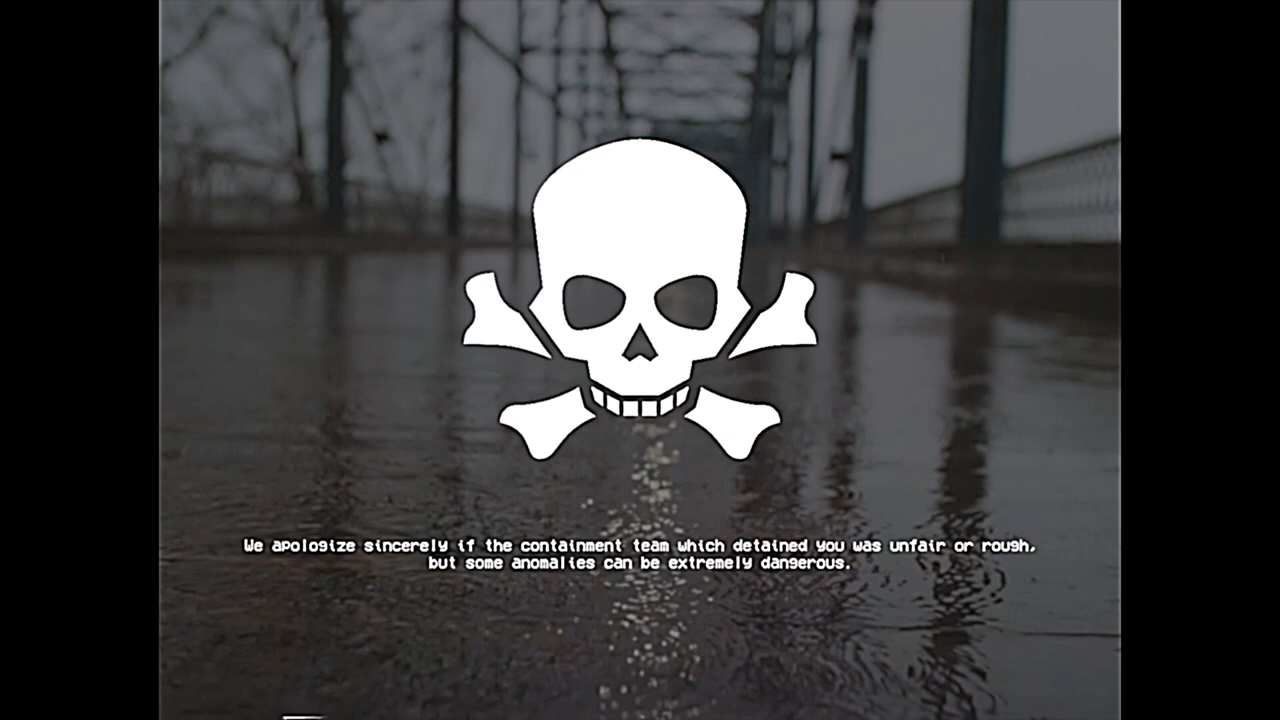 We apologize sincerely if the containment team which detained you was unfair or rough,
but some anomalies can be extremely dangerous.